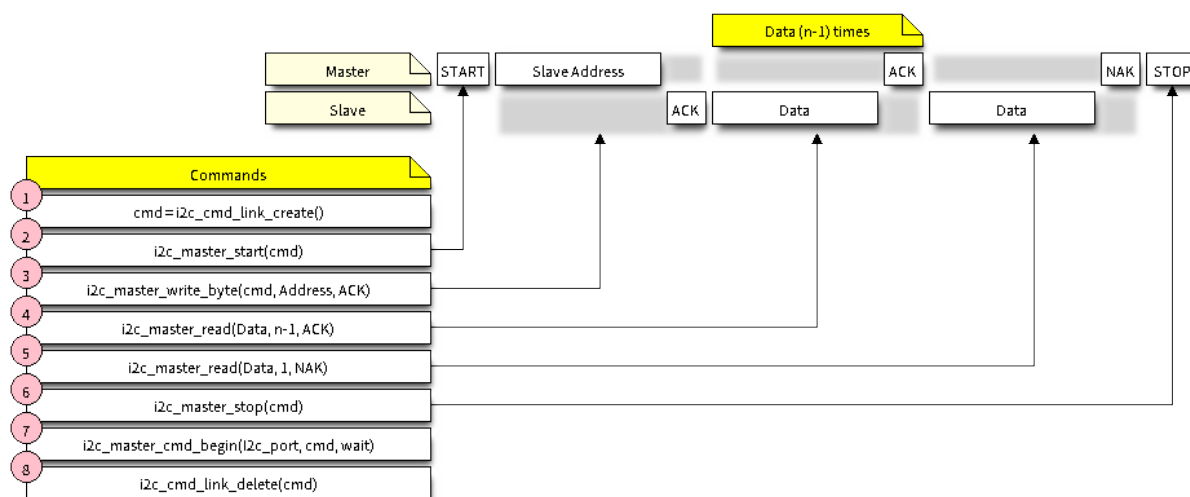 Data (n-1) times
Master
START
Slave Address
ACK
NAK
STOP
Slave
ACK
Data
Data
Commands
1
cmd = i2c_cmd_link_create()
2
i2c_master_start(cmd)
3
i2c_master_write_byte(cmd, Address, ACK)
4
i2c_master_read(Data, n-1, ACK)
5
i2c_master_read(Data, 1, NAK)
6
i2c_master_stop(cmd)
7
i2c_master_cmd_begin(I2c_port, cmd, wait)
8
i2c_cmd_link_delete(cmd)